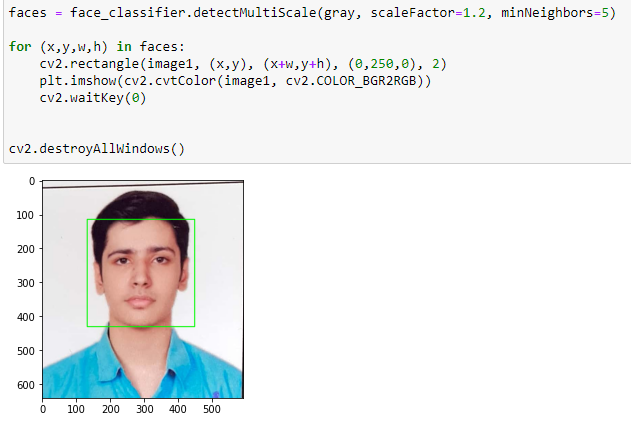 faces = face_classifier.detectMultiScale(gray, scaleFactor=1.2, minNeighbors=5)
for (x,y,w,h) in faces:
    cv2.rectangle(image1, (x,y), (x+w,y+h), (0,250,0), 2)
    plt.imshow(cv2.cvtColor(image1, cv2.COLOR_BGR2RGB))
    cv2.waitKey(0)
cv2.destroyAllWindows()
0
100
200
300
400
500
600
0 100 200 300 400 500